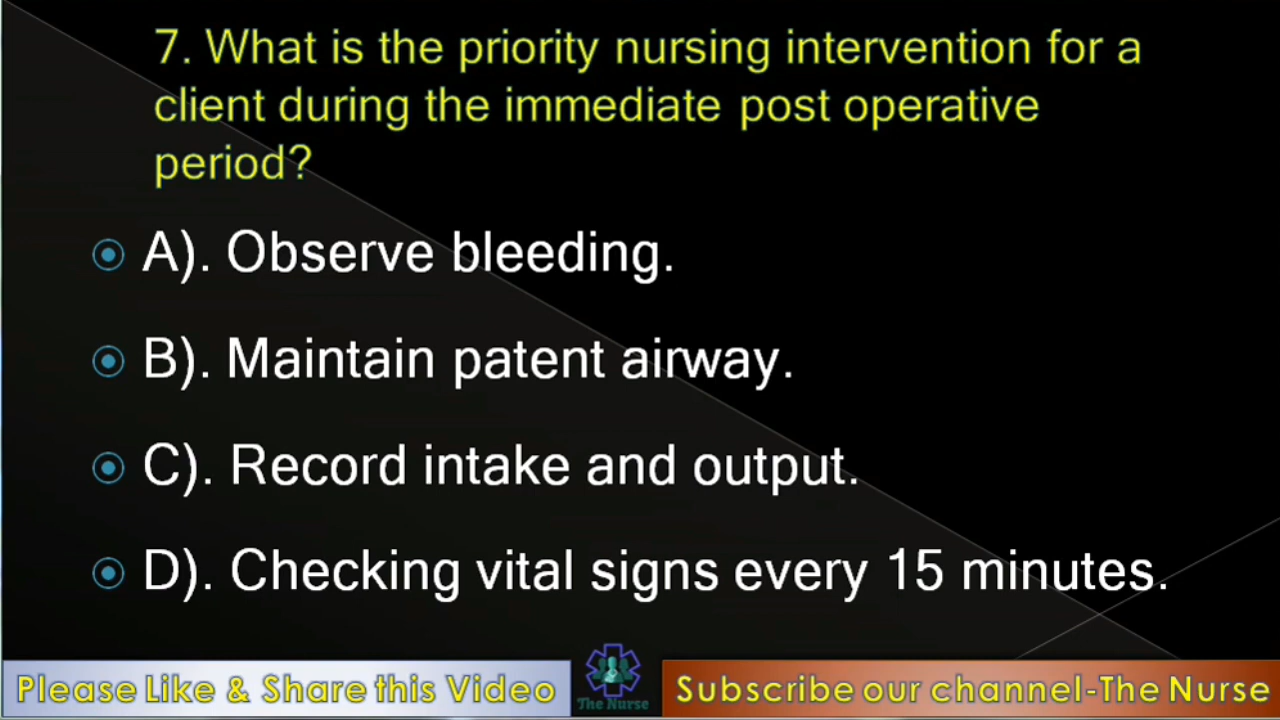 7. What is the priority nursing intervention for a
client during the immediate post operative
period?
A). Observe bleeding.
B). Maintain patent airway.
C). Record intake and output.
D). Checking vital signs every 15 minutes.
Please Like & Share this Video
The Nurse
Subscribe our channel-The Nurse